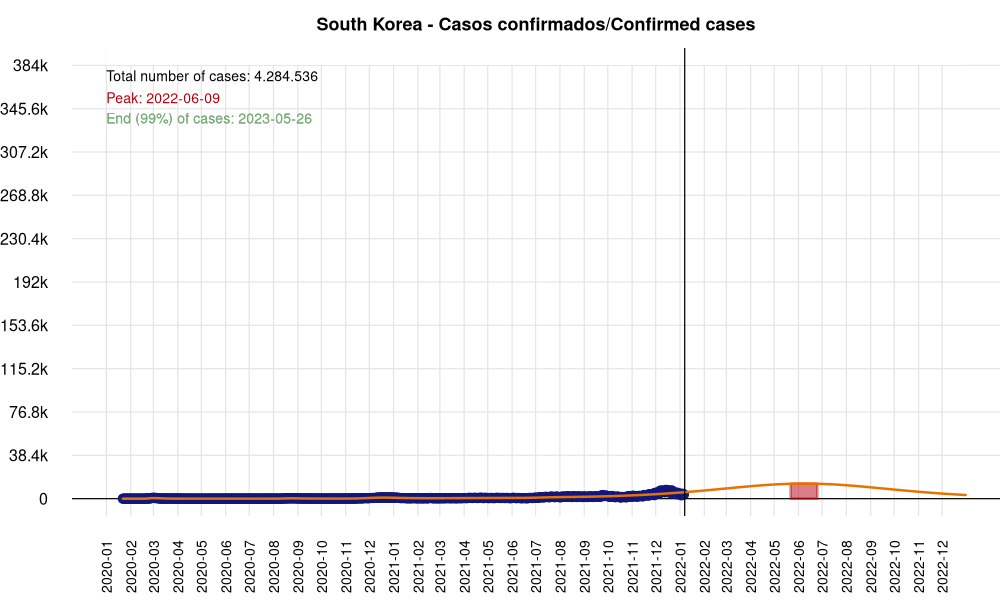 South Korea - Casos confirmados/Confirmed cases
Total number of cases: 4.284.536
Peak: 2022-06-09
End (99%) of cases: 2023-05-26
384k
345.6k
307.2k
268.8k
230.4k
192k
153.6k
115.2k
76.8k
38.4k
0
2020-01
2020-02
2020-03
2020-04
2020-05
2020-06
2020-07
2020-08
2020-09
2020-10
2020-11
2020-12
2021-01
2021-02
2021-03
2021-04
2021-05
2021-06
2021-07
2021-08
2021-09
2021-10
2021-11
2021-12
2022-01
2022-02
2022-03
2022-04
2022-05
2022-06
2022-07
2022-08
2022-09
2022-10
2022-11
2022-12